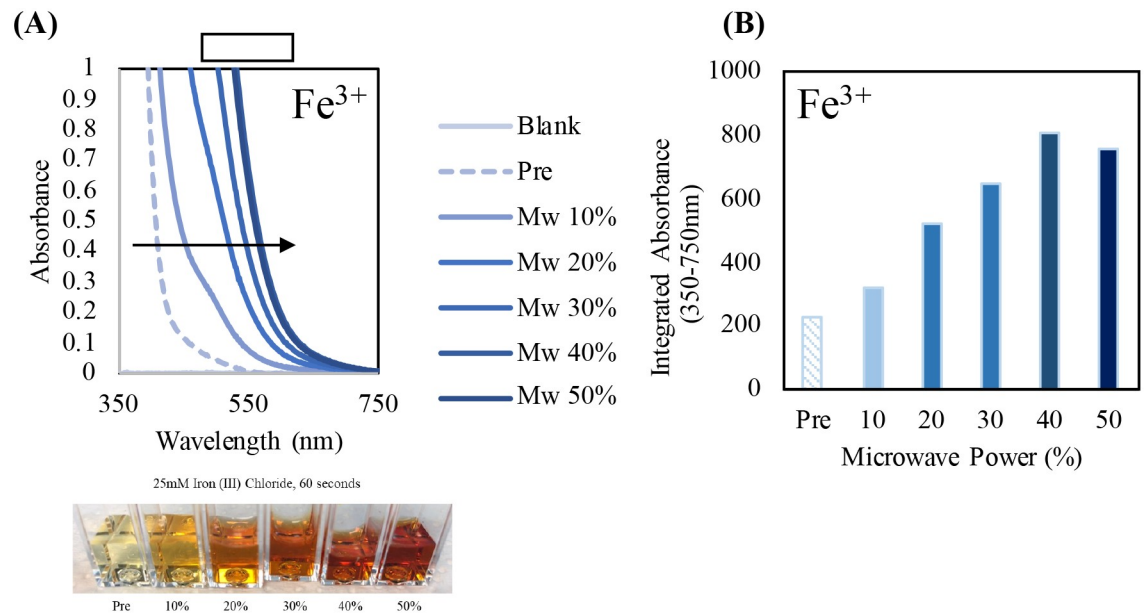 (A)
1
0.9
0.8
0.7
0.6
0.5
0.4
0.3
0.2
0.1
0
Absorbance
Fe³⁺
350 550 750
Wavelength (nm)
Blank
Pre
Mw 10%
Mw 20%
Mw 30%
Mw 40%
Mw 50%
25mM Iron (III) Chloride, 60 seconds
Pre 10% 20% 30% 40% 50%
(B)
1000
800
600
400
200
0
Integrated Absorbance
(350-750nm)
Fe³⁺
Pre 10 20 30 40 50
Microwave Power (%)